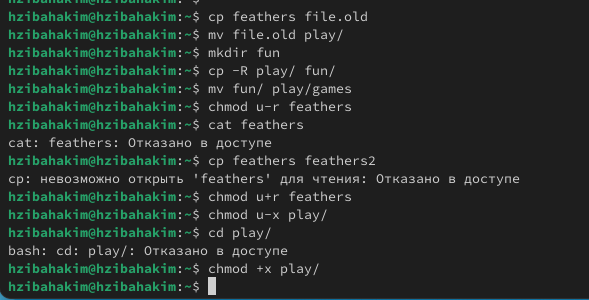 hzibahakim@hzibahakim:~$ cp feathers file.old
hzibahakim@hzibahakim:~$ mv file.old play/
hzibahakim@hzibahakim:~$ mkdir fun
hzibahakim@hzibahakim:~$ cp -R play/ fun/
hzibahakim@hzibahakim:~$ mv fun/ play/games
hzibahakim@hzibahakim:~$ chmod u-r feathers
hzibahakim@hzibahakim:~$ cat feathers
cat: feathers: Отказано в доступе
hzibahakim@hzibahakim:~$ cp feathers feathers2
cp: невозможно открыть 'feathers' для чтения: Отказано в доступе
hzibahakim@hzibahakim:~$ chmod u+r feathers
hzibahakim@hzibahakim:~$ chmod u-x play/
hzibahakim@hzibahakim:~$ cd play/
bash: cd: play/: Отказано в доступе
hzibahakim@hzibahakim:~$ chmod +x play/
hzibahakim@hzibahakim:~$